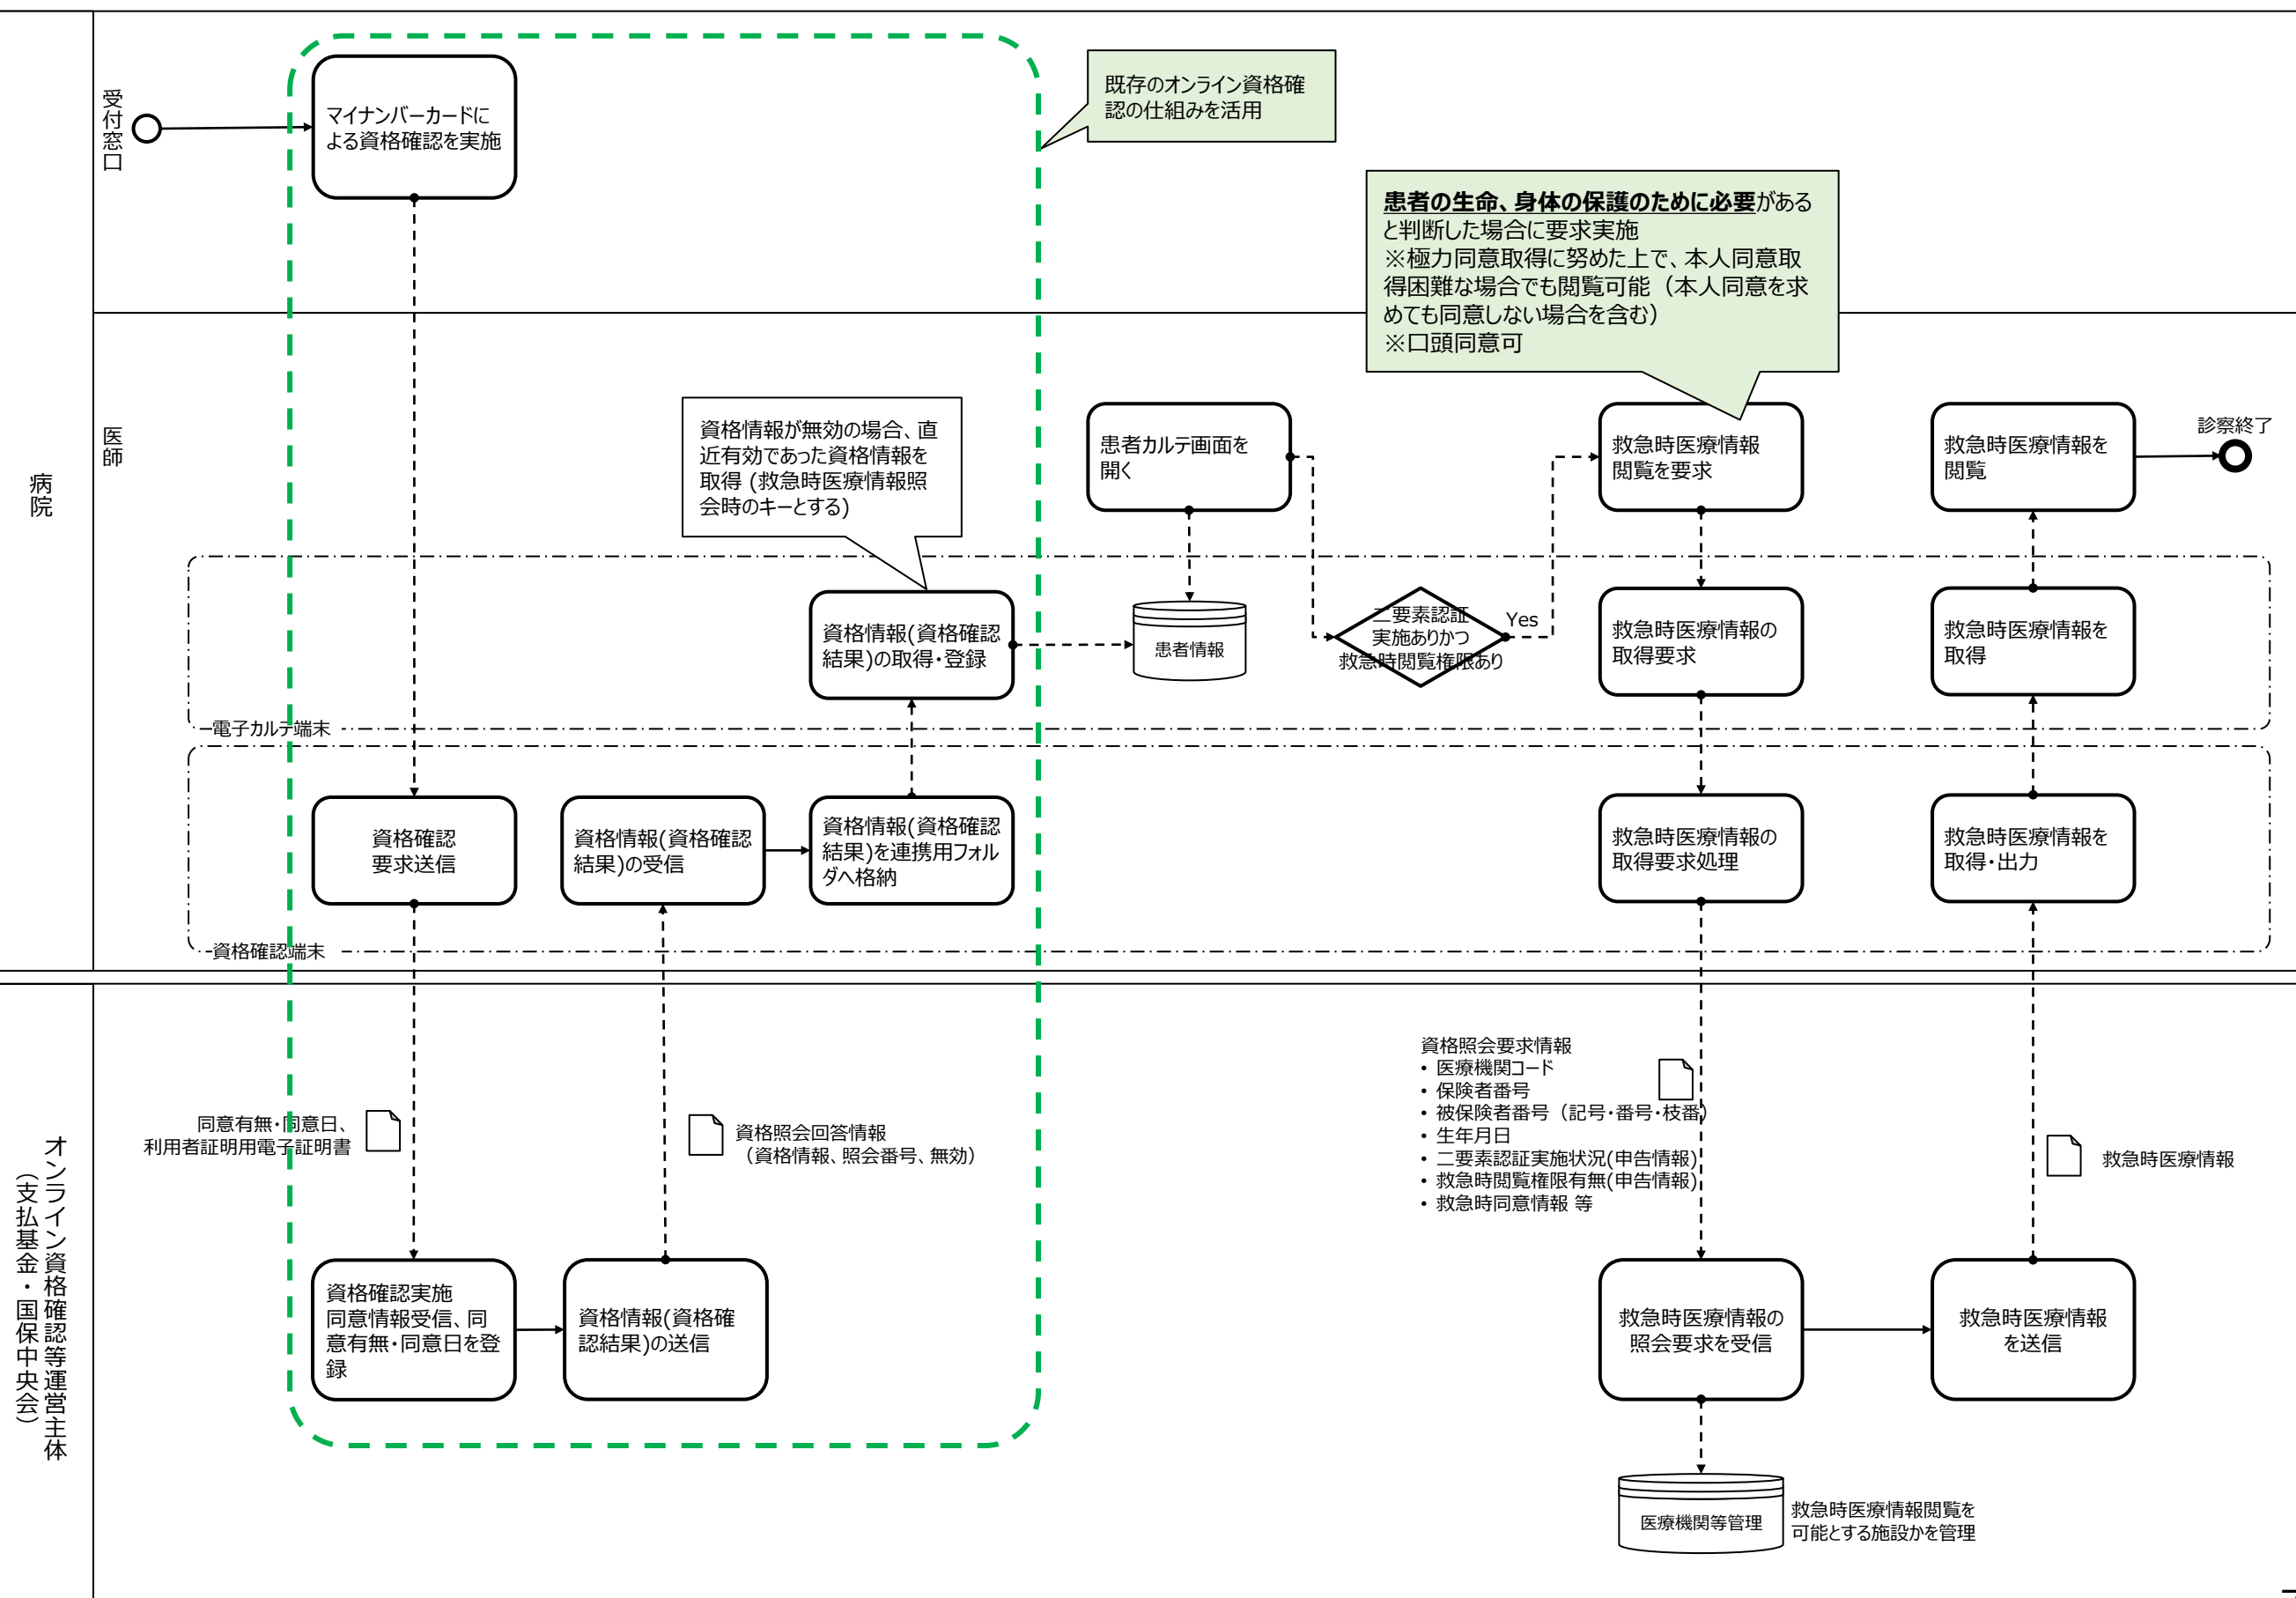 受付窓口
マイナンバーカードに
よる資格確認を実施
既存のオンライン資格確
認の仕組みを活用
患者の生命、身体の保護のために必要がある
と判断した場合に要求実施
※極力同意取得に努めた上で、本人同意取
得困難な場合でも閲覧可能（本人同意を求
めても同意しない場合を含む）
※口頭同意可
病院
医師
資格情報が無効の場合、直
近有効であった資格情報を
取得 (救急時医療情報照
会時のキーとする)
患者カルテ画面を
開く
救急時医療情報
閲覧を要求
救急時医療情報を
閲覧
診察終了
資格情報(資格確認
結果)の取得・登録
患者情報
二要素認証
実施ありかつ
救急時閲覧権限あり
Yes
救急時医療情報の
取得要求
救急時医療情報を
取得
電子カルテ端末
資格確認
要求送信
資格情報(資格確認
結果)の受信
資格情報(資格確認
結果)を連携用フォル
ダへ格納
救急時医療情報の
取得要求処理
救急時医療情報を
取得・出力
資格確認端末
オンライン資格確認等運営主体
（支払基金・国保中央会）
同意有無・同意日、
利用者証明用電子証明書
資格照会回答情報
（資格情報、照会番号、無効）
資格照会要求情報
• 医療機関コード
• 保険者番号
• 被保険者番号（記号・番号・枝番）
• 生年月日
• 二要素認証実施状況(申告情報)
• 救急時閲覧権限有無(申告情報)
• 救急時同意情報 等
救急時医療情報
資格確認実施
同意情報受信、同
意有無・同意日を登
録
資格情報(資格確
認結果)の送信
救急時医療情報の
照会要求を受信
救急時医療情報
を送信
医療機関等管理
救急時医療情報閲覧を
可能とする施設かを管理